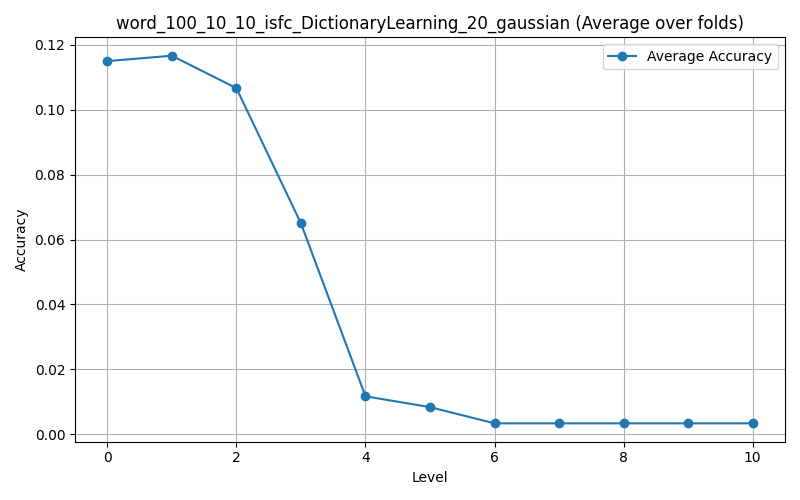 word_100_10_10_isfc_DictionaryLearning_20_gaussian (Average over folds)
Average Accuracy
Accuracy
0.12
0.10
0.08
0.06
0.04
0.02
0.00
0 2 4 6 8 10
Level